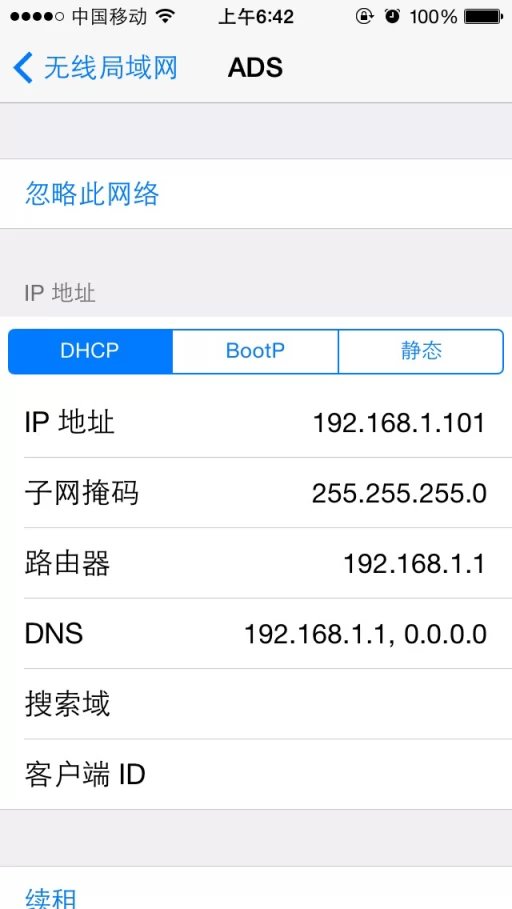 中国移动 上午6:42 100%
无线局域网 ADS
忽略此网络
IP 地址
DHCP BootP 静态
IP 地址 192.168.1.101
子网掩码 255.255.255.0
路由器 192.168.1.1
DNS 192.168.1.1, 0.0.0.0
搜索域
客户端 ID
续租